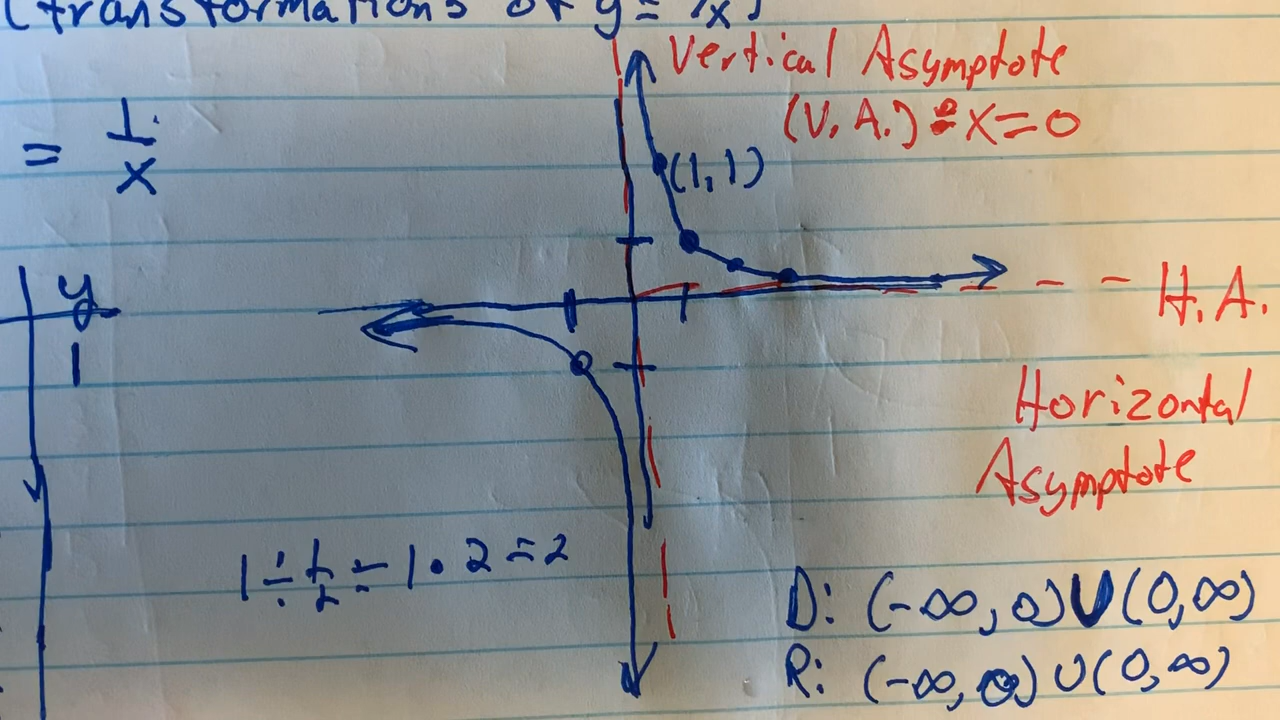 (transformations of y = 1/x)
Vertical Asymptote
(V.A.) : x = 0
= 1/x
(1,1)
y
1
H.A.
Horizontal
Asymptote
1 ÷ 1/2 = 1 • 2 = 2
D: (-∞, 0) U (0, ∞)
R: (-∞, 0) U (0, ∞)